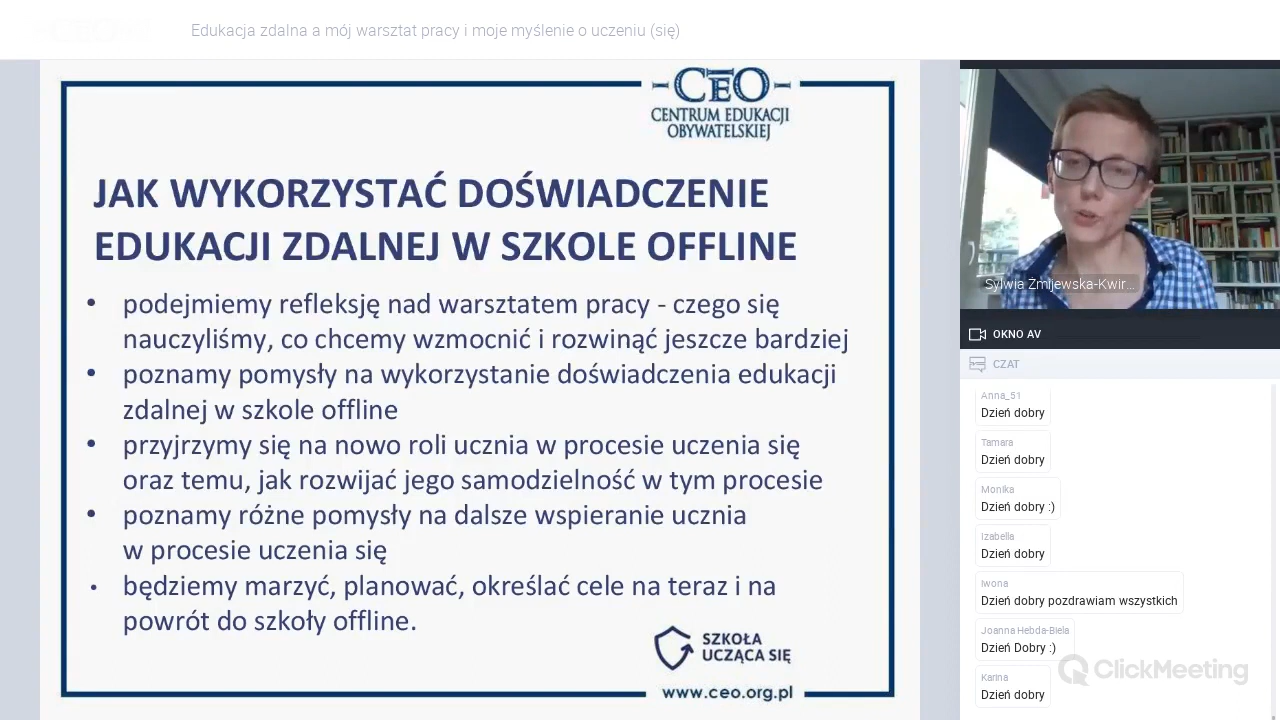 Edukacja zdalna a mój warsztat pracy i moje myślenie o uczeniu (się)
CEO
CENTRUM EDUKACJI
OBYWATELSKIEJ
JAK WYKORZYSTAĆ DOŚWIADCZENIE
EDUKACJI ZDALNEJ W SZKOLE OFFLINE
• podejmiemy refleksję nad warsztatem pracy - czego się
nauczyliśmy, co chcemy wzmocnić i rozwinąć jeszcze bardziej
• poznamy pomysły na wykorzystanie doświadczenia edukacji
zdalnej w szkole offline
• przyjrzymy się na nowo roli ucznia w procesie uczenia się
oraz temu, jak rozwijać jego samodzielność w tym procesie
• poznamy różne pomysły na dalsze wspieranie ucznia
w procesie uczenia się
• będziemy marzyć, planować, określać cele na teraz i na
powrót do szkoły offline.
SZKOŁA
UCZĄCA SIĘ
www.ceo.org.pl
Sylwia Żmijewska-Kwir...
OKNO AV
CZAT
Anna_51
Dzień dobry
Tamara
Dzień dobry
Monika
Dzień dobry :)
Izabella
Dzień dobry
Iwona
Dzień dobry pozdrawiam wszystkich
Joanna Hebda-Biela
Dzień Dobry :)
Karina
Dzień dobry
ClickMeeting